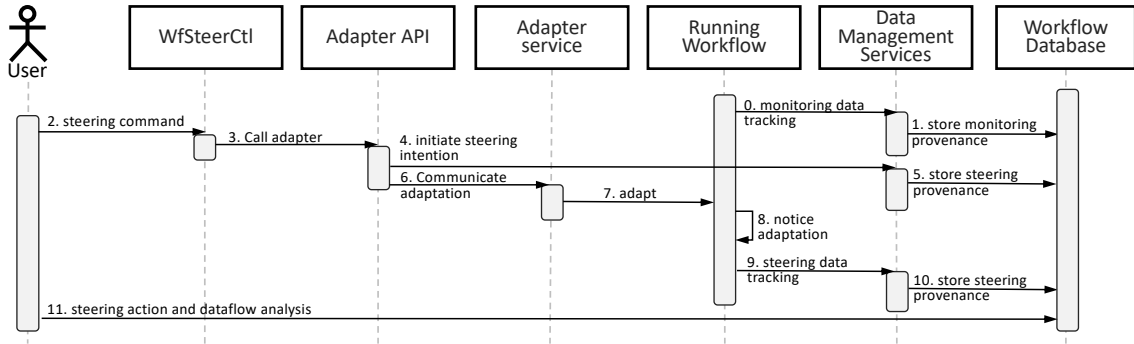 User
WfSteerCtl
Adapter API
Adapter
service
Running
Workflow
Data
Management
Services
Workflow
Database
0. monitoring data
tracking
1. store monitoring
provenance
2. steering command
3. Call adapter
4. initiate steering
intention
5. store steering
provenance
6. Communicate
adaptation
7. adapt
8. notice
adaptation
9. steering data
tracking
10. store steering
provenance
11. steering action and dataflow analysis